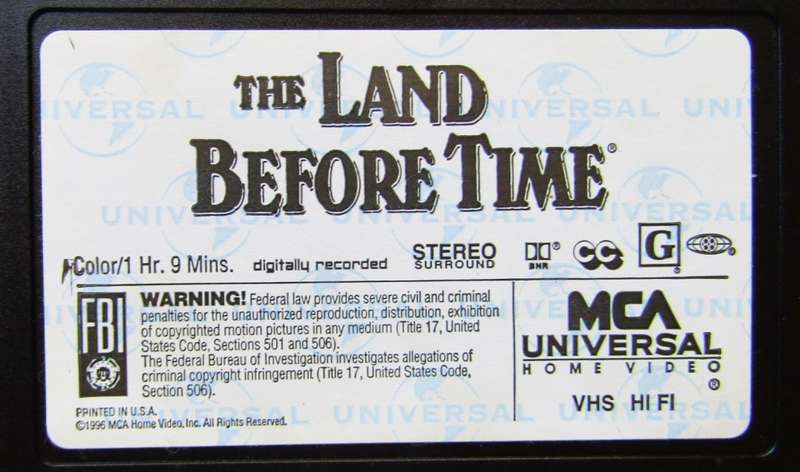 THE LAND
BEFORE TIME®
Color/1 Hr. 9 Mins. digitally recorded STEREO SURROUND DNR CC G
FBI
WARNING! Federal law provides severe civil and criminal
penalties for the unauthorized reproduction, distribution, exhibition
of copyrighted motion pictures in any medium (Title 17, United
States Code, Sections 501 and 506).
The Federal Bureau of Investigation investigates allegations of
criminal copyright infringement (Title 17, United States Code,
Section 506).
PRINTED IN U.S.A.
©1996 MCA Home Video, Inc. All Rights Reserved.
MCA
UNIVERSAL
HOME VIDEO
®
VHS HI FI
UNIVERSAL UNIVERSAL UNIVERSAL